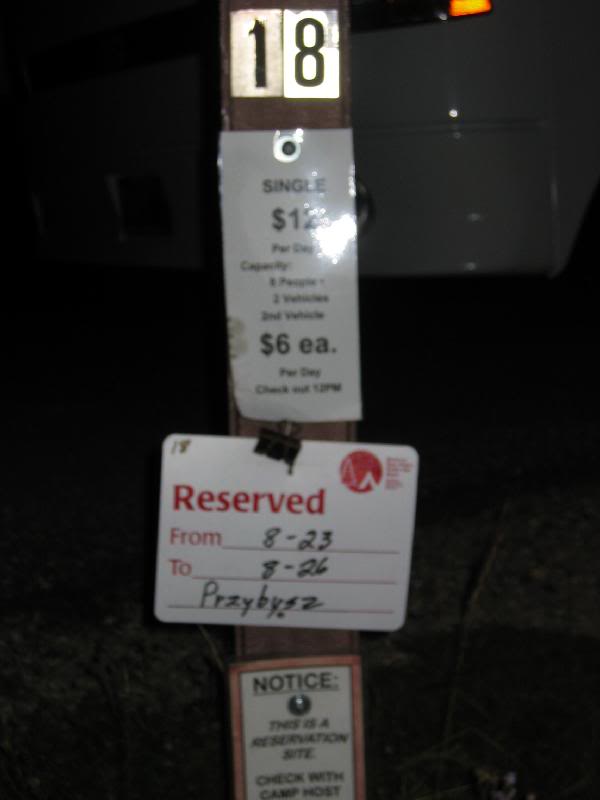 18
SINGLE
$12
Per Day
Capacity:
8 People
2 Vehicles
2nd Vehicle
$6 ea.
Per Day
Check out 12PM
18
Reserved
From 8-23
To 8-26
Przybysz
NOTICE:
THIS IS A
RESERVATION
SITE.
CHECK WITH
CAMP HOST